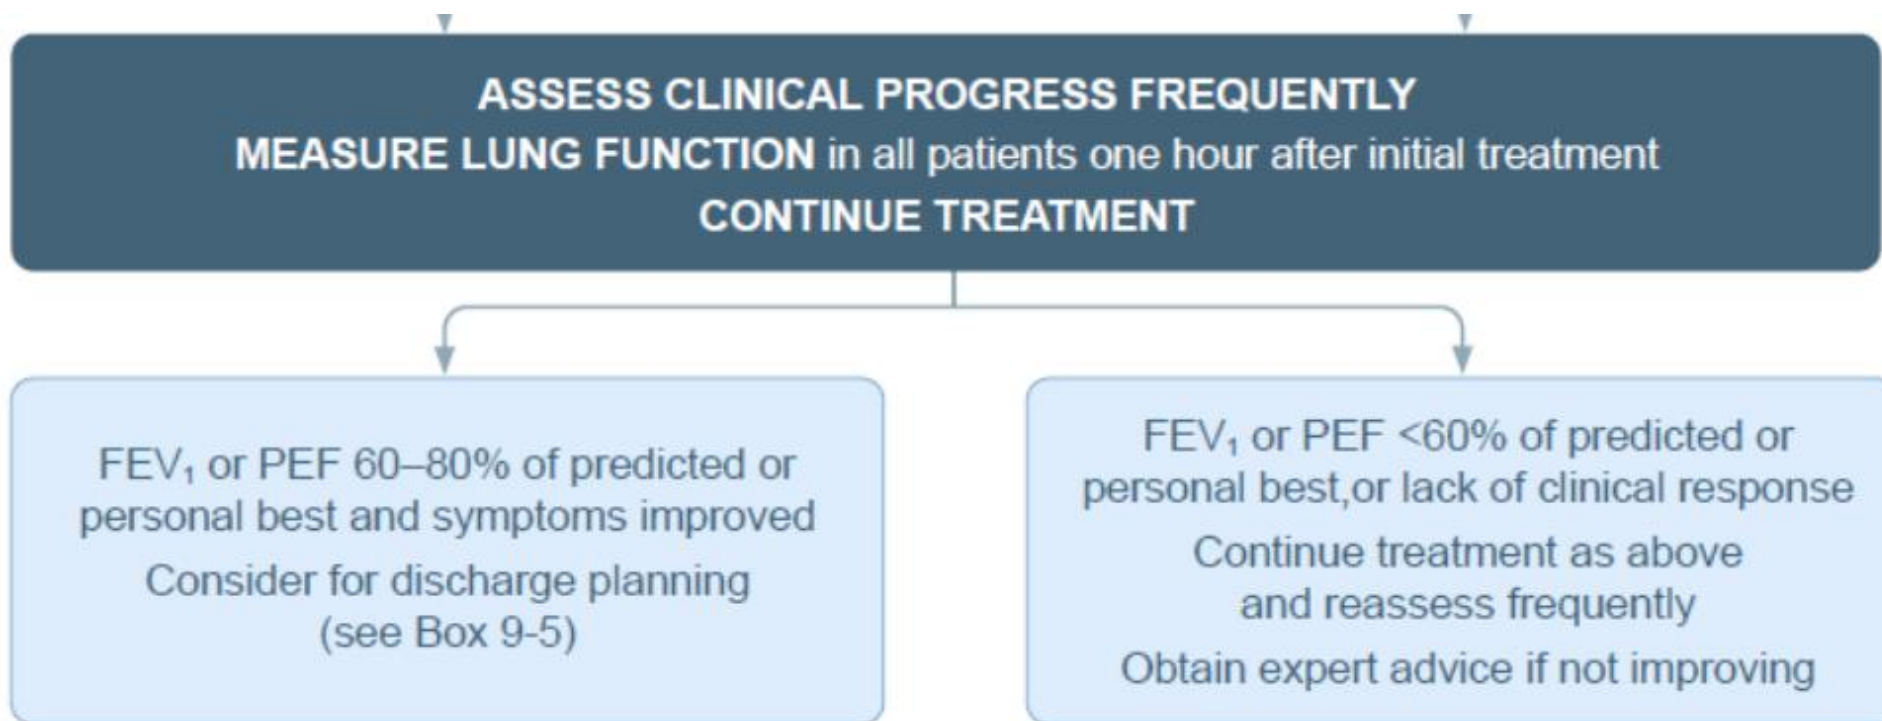 ASSESS CLINICAL PROGRESS FREQUENTLY
MEASURE LUNG FUNCTION in all patients one hour after initial treatment
CONTINUE TREATMENT
FEV₁ or PEF 60–80% of predicted or
personal best and symptoms improved
Consider for discharge planning
(see Box 9-5)
FEV₁ or PEF <60% of predicted or
personal best,or lack of clinical response
Continue treatment as above
and reassess frequently
Obtain expert advice if not improving